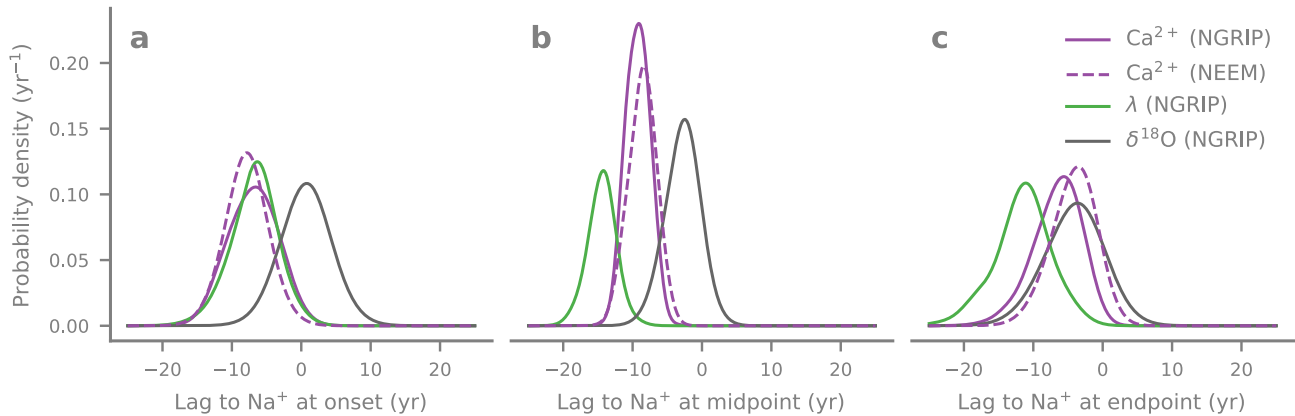 a
b
c
Ca²⁺ (NGRIP)
Ca²⁺ (NEEM)
λ (NGRIP)
δ¹⁸O (NGRIP)
Probability density (yr⁻¹)
0.20
0.15
0.10
0.05
0.00
−20 −10 0 10 20
−20 −10 0 10 20
−20 −10 0 10 20
Lag to Na⁺ at onset (yr)
Lag to Na⁺ at midpoint (yr)
Lag to Na⁺ at endpoint (yr)